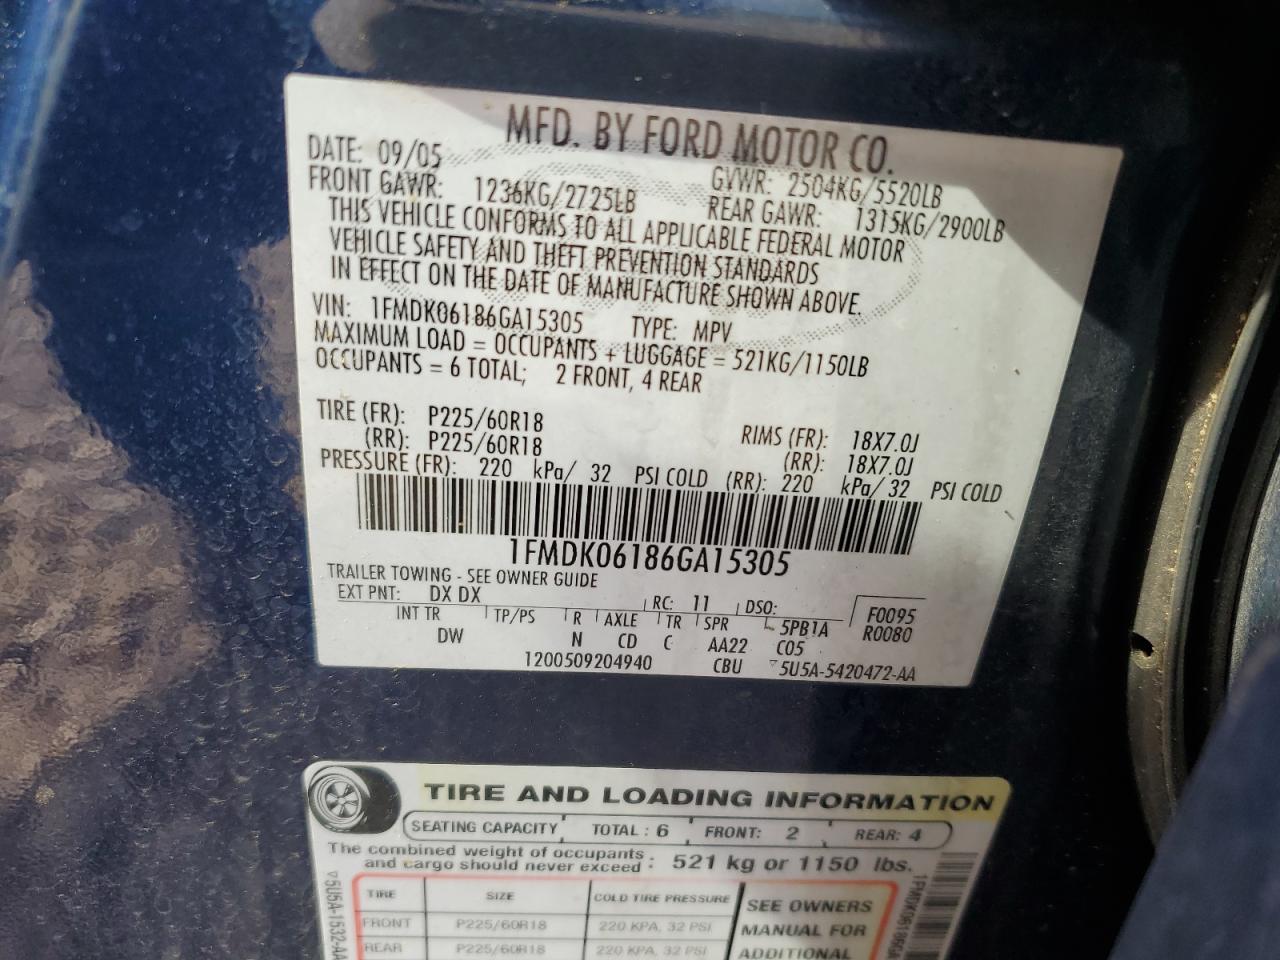 MFD. BY FORD MOTOR CO.
DATE: 09/05 GVWR: 2504KG/5520LB
FRONT GAWR: 1236KG/2725LB REAR GAWR: 1315KG/2900LB
THIS VEHICLE CONFORMS TO ALL APPLICABLE FEDERAL MOTOR
VEHICLE SAFETY AND THEFT PREVENTION STANDARDS
IN EFFECT ON THE DATE OF MANUFACTURE SHOWN ABOVE.
VIN: 1FMDK06186GA15305 TYPE: MPV
MAXIMUM LOAD = OCCUPANTS + LUGGAGE = 521KG/1150LB
OCCUPANTS = 6 TOTAL; 2 FRONT, 4 REAR
TIRE (FR): P225/60R18 RIMS (FR): 18X7.0J
(RR): P225/60R18 (RR): 18X7.0J
PRESSURE (FR): 220 kPa/ 32 PSI COLD (RR): 220 kPa/ 32 PSI COLD
1FMDK06186GA15305
TRAILER TOWING - SEE OWNER GUIDE
EXT PNT: DX DX RC: 11 DSO: F0095
INT TR TP/PS R AXLE TR SPR 5PB1A R0080
DW N CD C AA22 C05
1200509204940 CBU 5U5A-5420472-AA
TIRE AND LOADING INFORMATION
SEATING CAPACITY TOTAL : 6 FRONT: 2 REAR: 4
The combined weight of occupants
and cargo should never exceed : 521 kg or 1150 lbs.
TIRE SIZE COLD TIRE PRESSURE SEE OWNERS
FRONT P225/60R18 220 KPA, 32 PSI MANUAL FOR
REAR P225/60R18 220 KPA, 32 PSI ADDITIONAL
5U5A-1532-AA
1FMDK06186GA